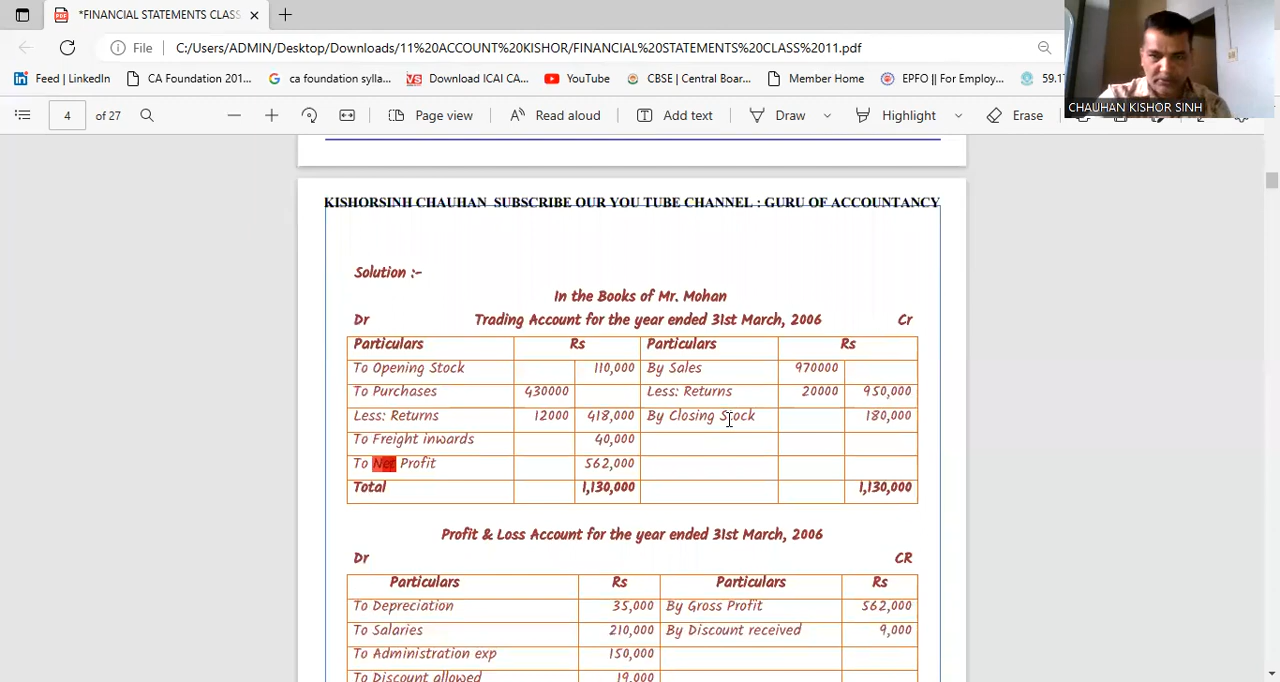 *FINANCIAL STATEMENTS CLASS
File C:/Users/ADMIN/Desktop/Downloads/11%20ACCOUNT%20KISHOR/FINANCIAL%20STATEMENTS%20CLASS%2011.pdf
Feed | LinkedIn CA Foundation 201... ca foundation sylla... Download ICAI CA... YouTube CBSE | Central Boar... Member Home EPFO || For Employ... 59.1
CHAUHAN KISHOR SINH
4 of 27 Page view Read aloud Add text Draw Highlight Erase
KISHORSINH CHAUHAN SUBSCRIBE OUR YOU TUBE CHANNEL : GURU OF ACCOUNTANCY
Solution :-
In the Books of Mr. Mohan
Dr Trading Account for the year ended 31st March, 2006 Cr
Particulars Rs Particulars Rs
To Opening Stock 110,000 By Sales 970000
To Purchases 430000 Less: Returns 20000 950,000
Less: Returns 12000 418,000 By Closing Stock 180,000
To Freight inwards 40,000
To Net Profit 562,000
Total 1,130,000 1,130,000
Profit & Loss Account for the year ended 31st March, 2006
Dr CR
Particulars Rs Particulars Rs
To Depreciation 35,000 By Gross Profit 562,000
To Salaries 210,000 By Discount received 9,000
To Administration exp 150,000
To Discount allowed 19,000